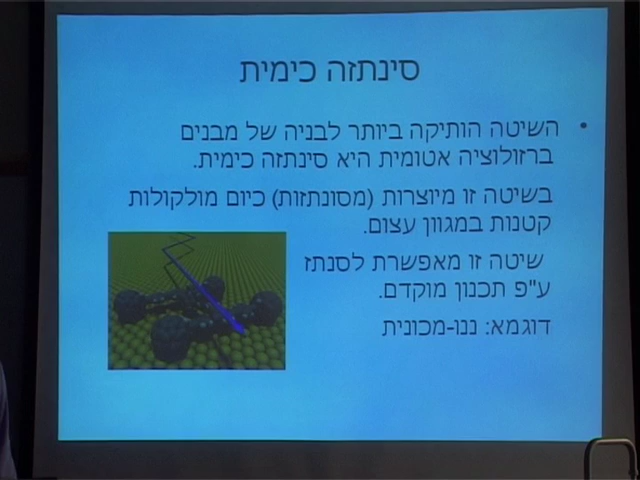 סינתזה כימית
• השיטה הותיקה ביותר לבניה של מבנים
ברזולוציה אטומית היא סינתזה כימית.
בשיטה זו מיוצרות (מסונתזות) כיום מולקולות
קטנות במגוון עצום.
שיטה זו מאפשרת לסנתז
ע"פ תכנון מוקדם.
דוגמא: ננו-מכונית